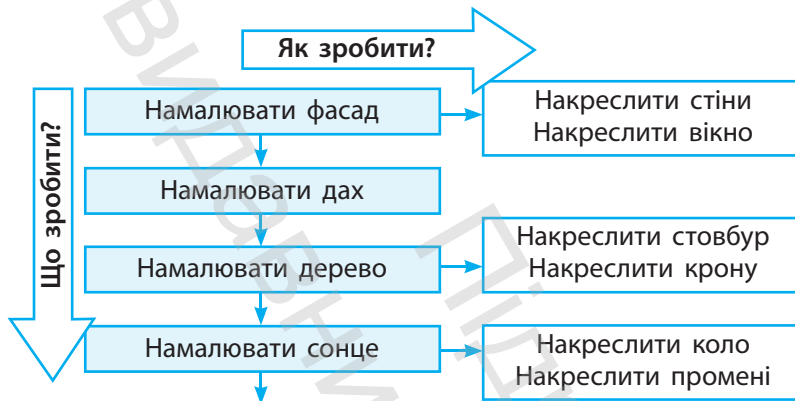 Як зробити?
Що зробити?
Намалювати фасад
Накреслити стіни
Накреслити вікно
Намалювати дах
Намалювати дерево
Накреслити стовбур
Накреслити крону
Намалювати сонце
Накреслити коло
Накреслити промені